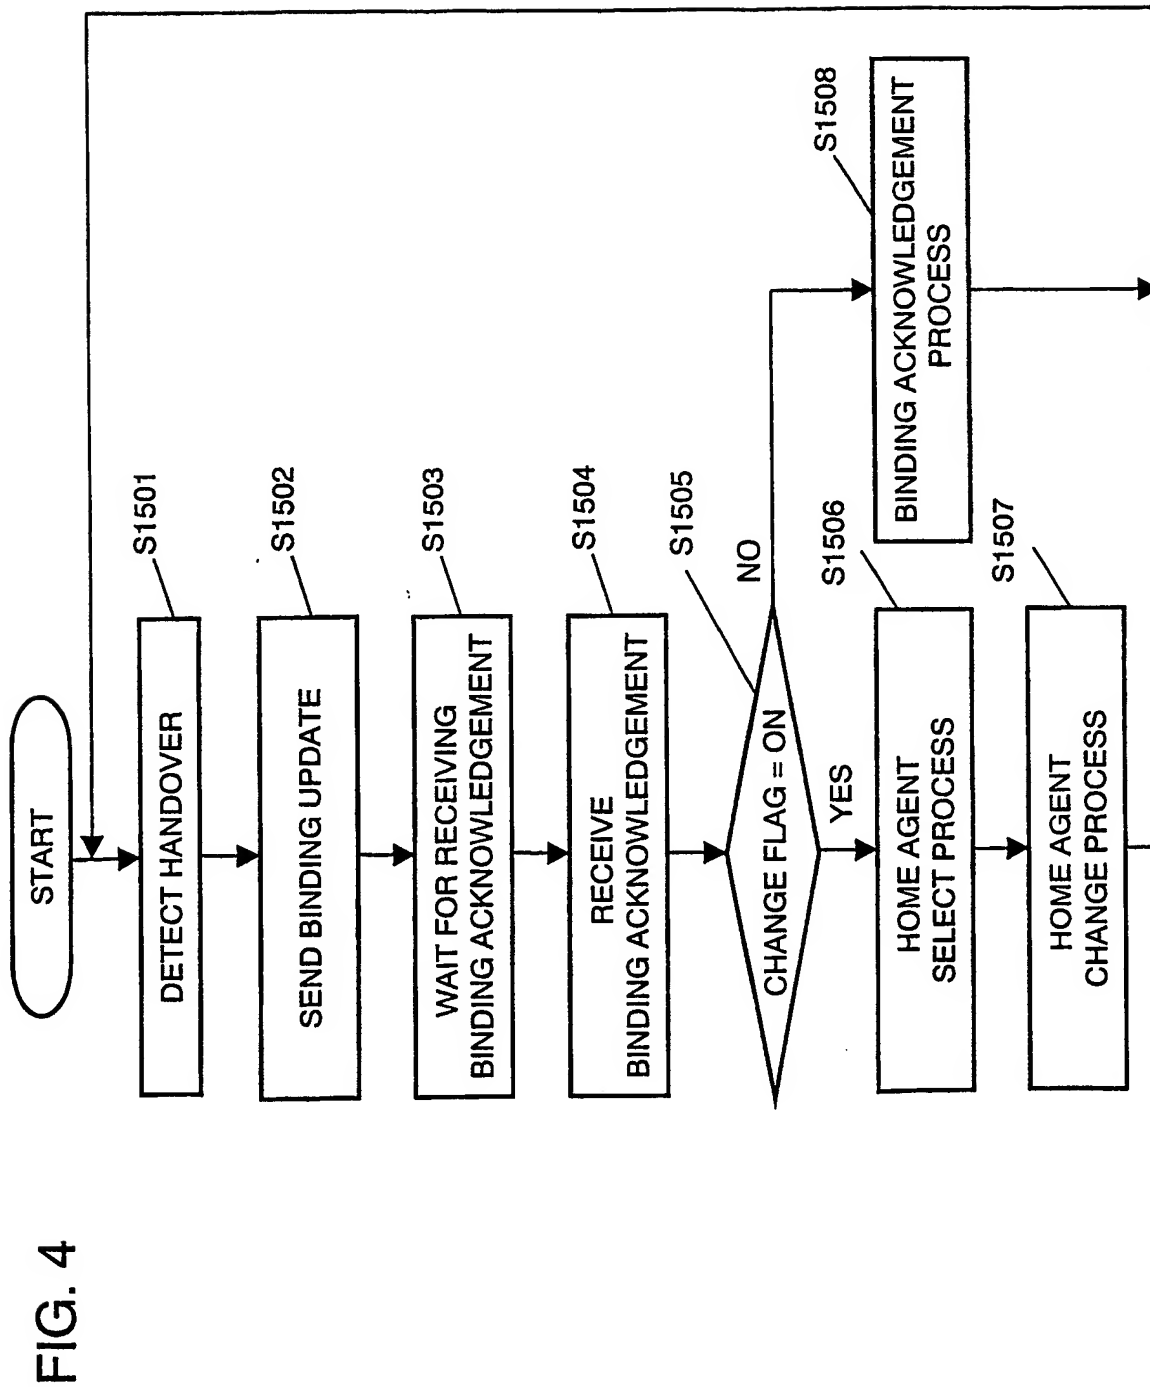 FIG. 4
START
DETECT HANDOVER
S1501
SEND BINDING UPDATE
S1502
WAIT FOR RECEIVING
BINDING ACKNOWLEDGEMENT
S1503
RECEIVE
BINDING ACKNOWLEDGEMENT
S1504
CHANGE FLAG = ON
S1505
NO
YES
HOME AGENT
SELECT PROCESS
S1506
HOME AGENT
CHANGE PROCESS
S1507
BINDING ACKNOWLEDGEMENT
PROCESS
S1508